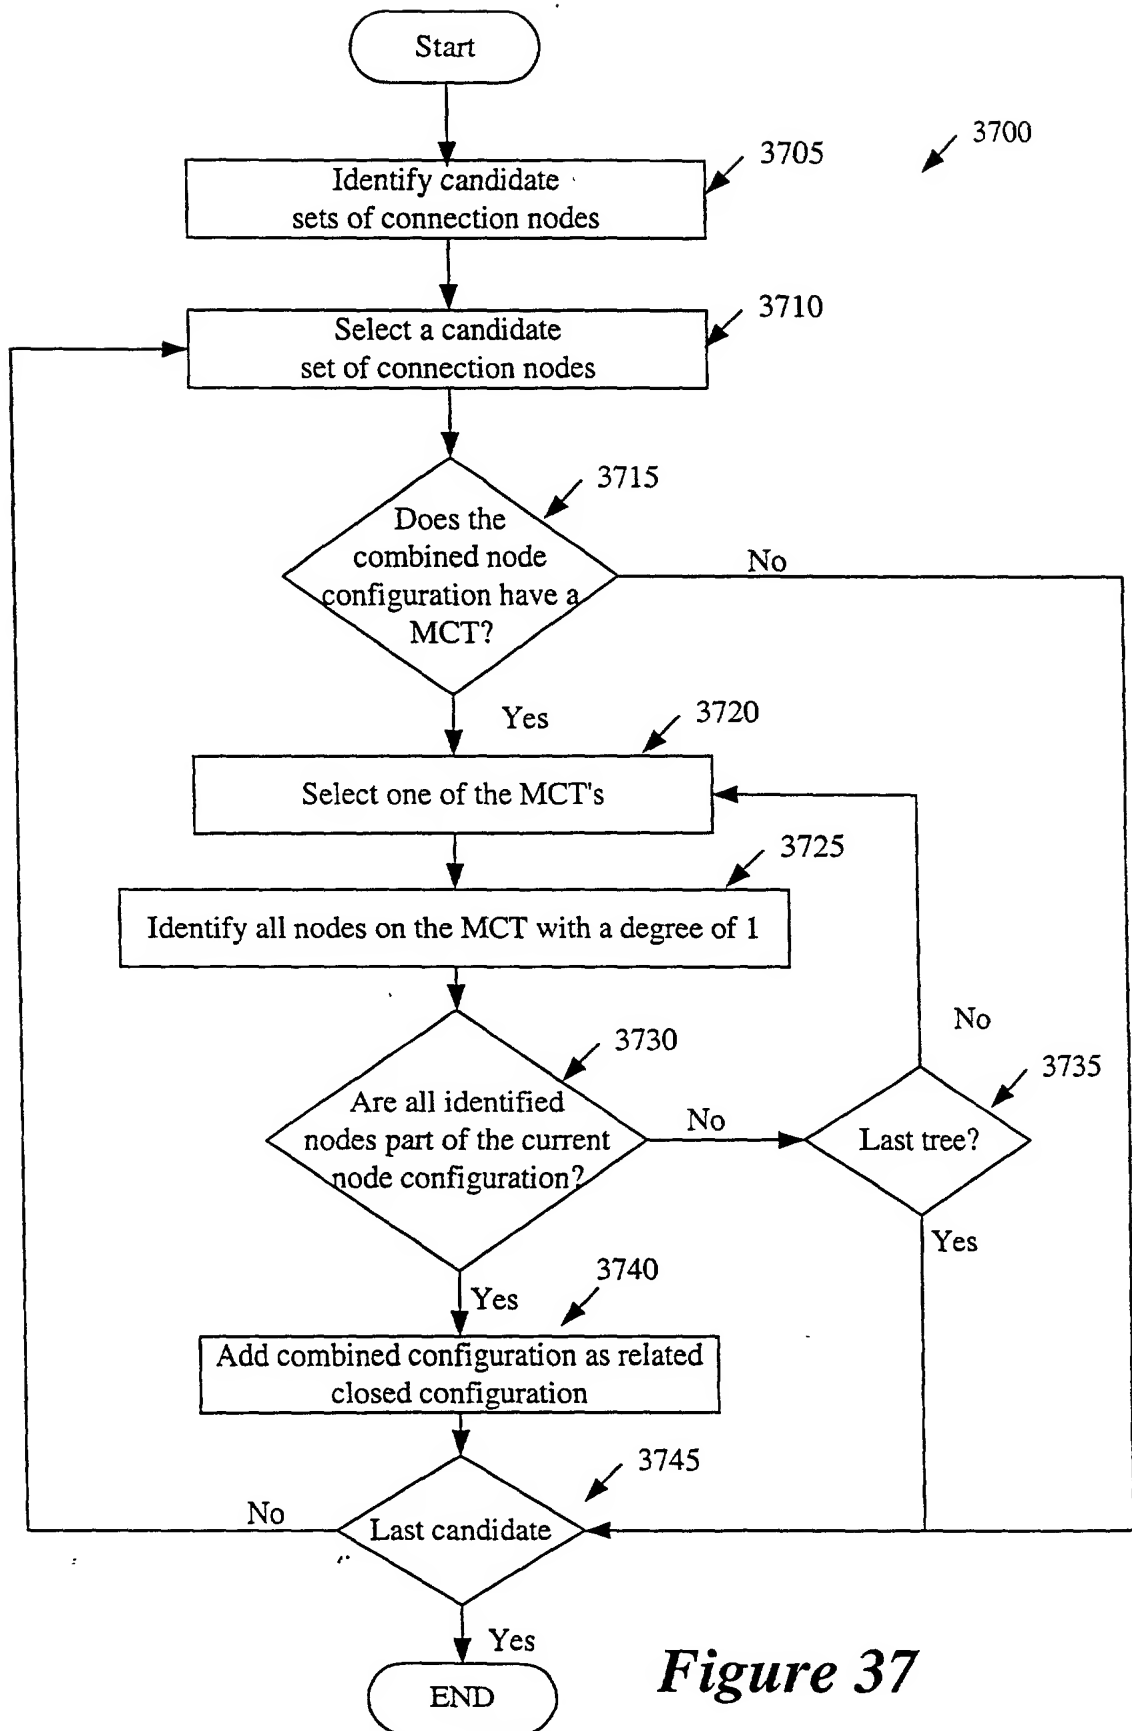 Start
3700
3705
Identify candidate
sets of connection nodes
3710
Select a candidate
set of connection nodes
3715
Does the
combined node
configuration have a
MCT?
No
Yes
3720
Select one of the MCT's
3725
Identify all nodes on the MCT with a degree of 1
3730
Are all identified
nodes part of the current
node configuration?
No
No
3735
Last tree?
Yes
Yes
3740
Add combined configuration as related
closed configuration
3745
Last candidate
No
Yes
END
Figure 37